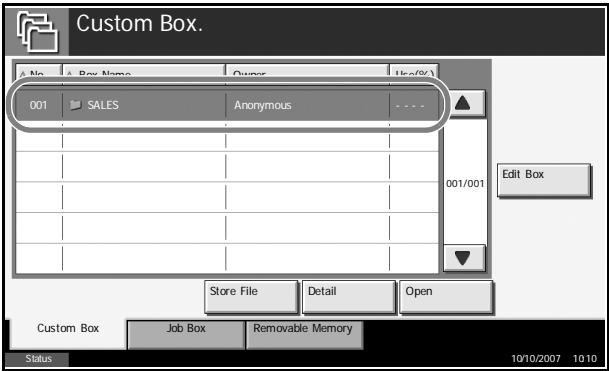 Custom Box.
No. Box Name Owner Use(%)
001 SALES Anonymous - - - -
001/001
Edit Box
Store File Detail Open
Custom Box Job Box Removable Memory
Status 10/10/2007 10:10